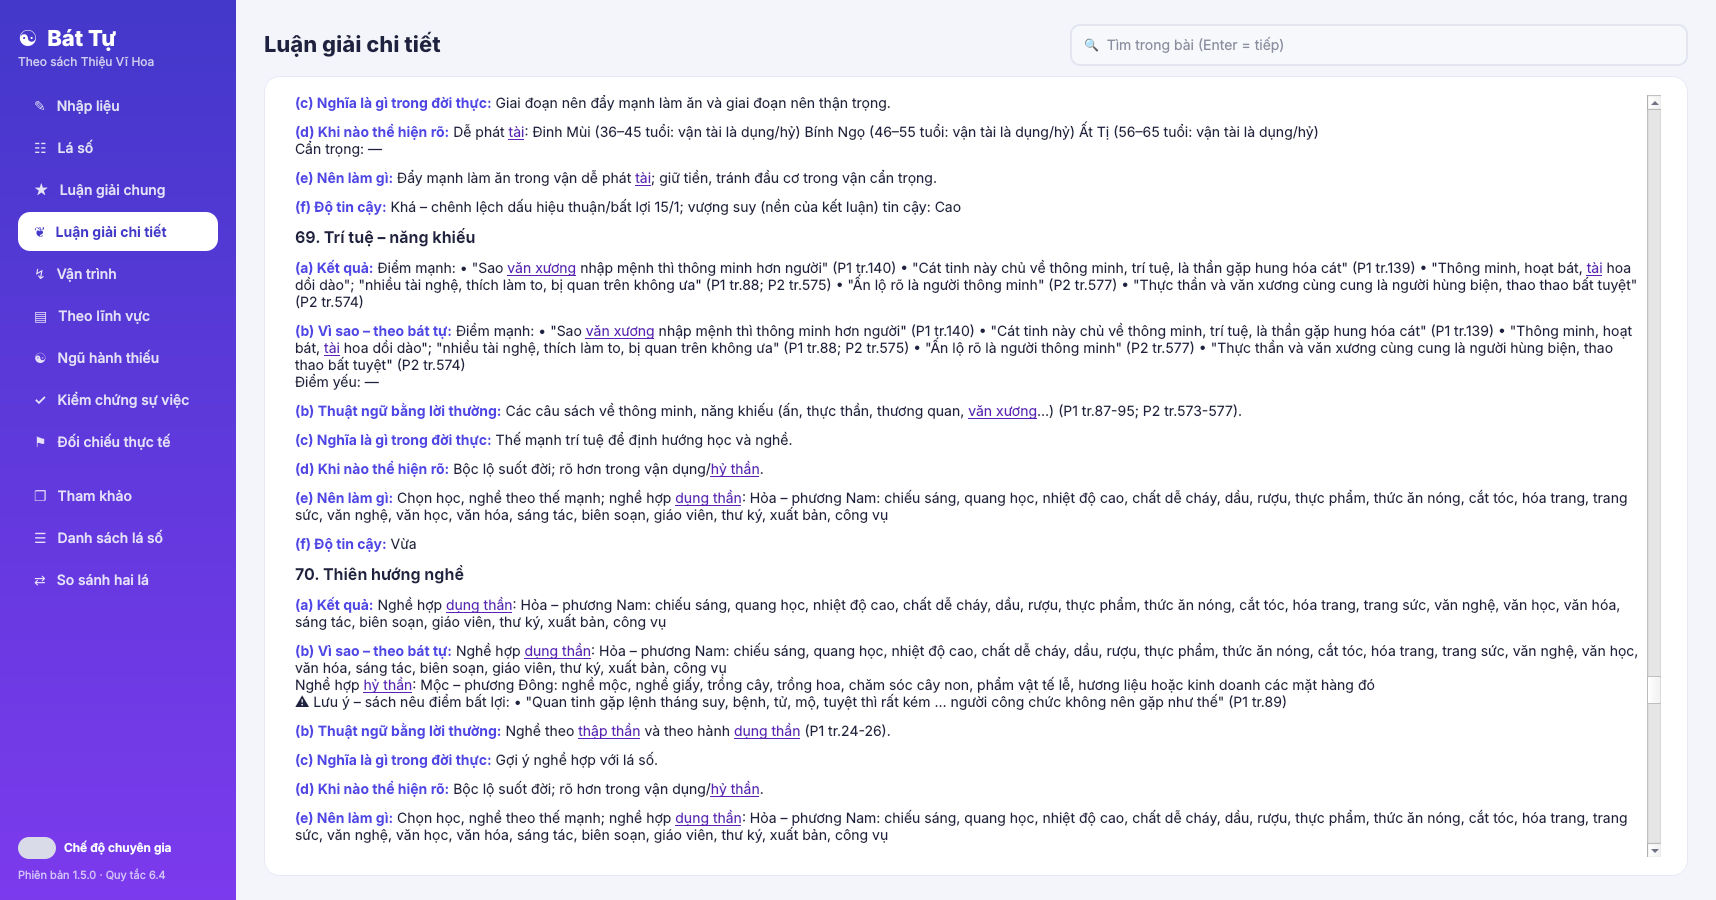 ☯ Bát Tự
Theo sách Thiệu Vĩ Hoa
✎ Nhập liệu
☷ Lá số
★ Luận giải chung
❦ Luận giải chi tiết
↯ Vận trình
▤ Theo lĩnh vực
☯ Ngũ hành thiếu
✓ Kiểm chứng sự việc
⚑ Đối chiếu thực tế
❐ Tham khảo
☰ Danh sách lá số
⇄ So sánh hai lá
Chế độ chuyên gia
Phiên bản 1.5.0 · Quy tắc 6.4
Luận giải chi tiết
🔍 Tìm trong bài (Enter = tiếp)
(c) Nghĩa là gì trong đời thực: Giai đoạn nên đẩy mạnh làm ăn và giai đoạn nên thận trọng.
(d) Khi nào thể hiện rõ: Dễ phát tài: Đinh Mùi (36–45 tuổi: vận tài là dụng/hỷ) Bính Ngọ (46–55 tuổi: vận tài là dụng/hỷ) Ất Tị (56–65 tuổi: vận tài là dụng/hỷ)
Cẩn trọng: —
(e) Nên làm gì: Đẩy mạnh làm ăn trong vận dễ phát tài; giữ tiền, tránh đầu cơ trong vận cẩn trọng.
(f) Độ tin cậy: Khá – chênh lệch dấu hiệu thuận/bất lợi 15/1; vượng suy (nền của kết luận) tin cậy: Cao
69. Trí tuệ – năng khiếu
(a) Kết quả: Điểm mạnh: • "Sao văn xương nhập mệnh thì thông minh hơn người" (P1 tr.140) • "Cát tinh này chủ về thông minh, trí tuệ, là thần gặp hung hóa cát" (P1 tr.139) • "Thông minh, hoạt bát, tài hoa
dồi dào"; "nhiều tài nghệ, thích làm to, bị quan trên không ưa" (P1 tr.88; P2 tr.575) • "Ấn lộ rõ là người thông minh" (P2 tr.577) • "Thực thần và văn xương cùng cung là người hùng biện, thao thao bất tuyệt"
(P2 tr.574)
(b) Vì sao – theo bát tự: Điểm mạnh: • "Sao văn xương nhập mệnh thì thông minh hơn người" (P1 tr.140) • "Cát tinh này chủ về thông minh, trí tuệ, là thần gặp hung hóa cát" (P1 tr.139) • "Thông minh, hoạt
bát, tài hoa dồi dào"; "nhiều tài nghệ, thích làm to, bị quan trên không ưa" (P1 tr.88; P2 tr.575) • "Ấn lộ rõ là người thông minh" (P2 tr.577) • "Thực thần và văn xương cùng cung là người hùng biện, thao
thao bất tuyệt" (P2 tr.574)
Điểm yếu: —
(b) Thuật ngữ bằng lời thường: Các câu sách về thông minh, năng khiếu (ấn, thực thần, thương quan, văn xương...) (P1 tr.87-95; P2 tr.573-577).
(c) Nghĩa là gì trong đời thực: Thế mạnh trí tuệ để định hướng học và nghề.
(d) Khi nào thể hiện rõ: Bộc lộ suốt đời; rõ hơn trong vận dụng/hỷ thần.
(e) Nên làm gì: Chọn học, nghề theo thế mạnh; nghề hợp dụng thần: Hỏa – phương Nam: chiếu sáng, quang học, nhiệt độ cao, chất dễ cháy, dầu, rượu, thực phẩm, thức ăn nóng, cắt tóc, hóa trang, trang
sức, văn nghệ, văn học, văn hóa, sáng tác, biên soạn, giáo viên, thư ký, xuất bản, công vụ
(f) Độ tin cậy: Vừa
70. Thiên hướng nghề
(a) Kết quả: Nghề hợp dụng thần: Hỏa – phương Nam: chiếu sáng, quang học, nhiệt độ cao, chất dễ cháy, dầu, rượu, thực phẩm, thức ăn nóng, cắt tóc, hóa trang, trang sức, văn nghệ, văn học, văn hóa,
sáng tác, biên soạn, giáo viên, thư ký, xuất bản, công vụ
(b) Vì sao – theo bát tự: Nghề hợp dụng thần: Hỏa – phương Nam: chiếu sáng, quang học, nhiệt độ cao, chất dễ cháy, dầu, rượu, thực phẩm, thức ăn nóng, cắt tóc, hóa trang, trang sức, văn nghệ, văn học,
văn hóa, sáng tác, biên soạn, giáo viên, thư ký, xuất bản, công vụ
Nghề hợp hỷ thần: Mộc – phương Đông: nghề mộc, nghề giấy, trồng cây, trồng hoa, chăm sóc cây non, phẩm vật tế lễ, hương liệu hoặc kinh doanh các mặt hàng đó
⚠ Lưu ý – sách nêu điểm bất lợi: • "Quan tinh gặp lệnh tháng suy, bệnh, tử, mộ, tuyệt thì rất kém ... người công chức không nên gặp như thế" (P1 tr.89)
(b) Thuật ngữ bằng lời thường: Nghề theo thập thần và theo hành dụng thần (P1 tr.24-26).
(c) Nghĩa là gì trong đời thực: Gợi ý nghề hợp với lá số.
(d) Khi nào thể hiện rõ: Bộc lộ suốt đời; rõ hơn trong vận dụng/hỷ thần.
(e) Nên làm gì: Chọn học, nghề theo thế mạnh; nghề hợp dụng thần: Hỏa – phương Nam: chiếu sáng, quang học, nhiệt độ cao, chất dễ cháy, dầu, rượu, thực phẩm, thức ăn nóng, cắt tóc, hóa trang, trang
sức, văn nghệ, văn học, văn hóa, sáng tác, biên soạn, giáo viên, thư ký, xuất bản, công vụ